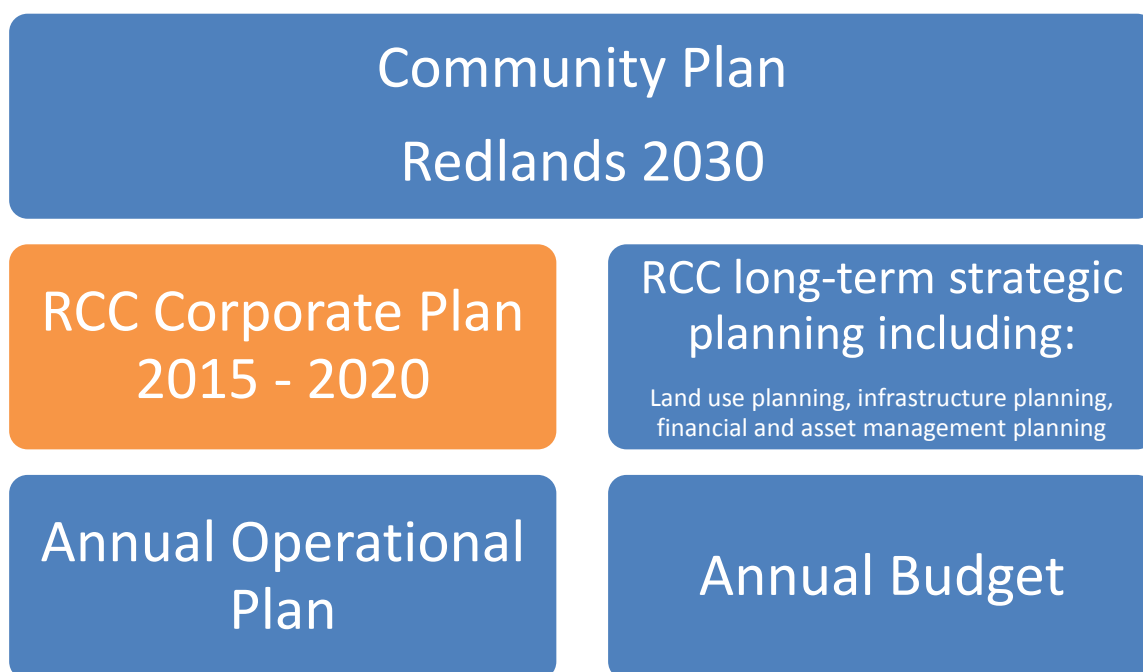 Community Plan
Redlands 2030
RCC Corporate Plan
2015 - 2020
RCC long-term strategic
planning including:
Land use planning, infrastructure planning,
financial and asset management planning
Annual Operational
Plan
Annual Budget